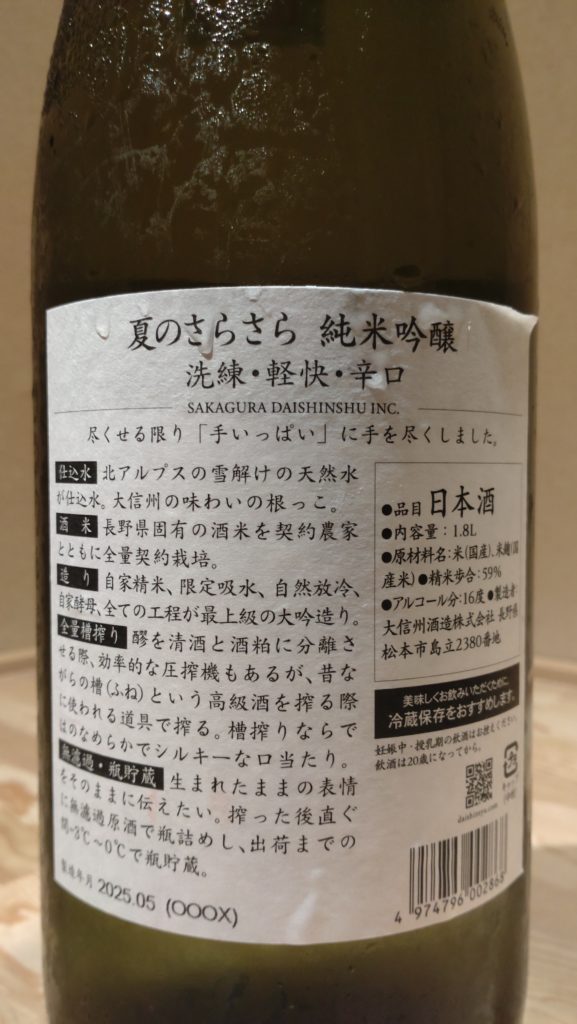 夏のさらさら 純米吟醸
洗練・軽快・辛口
SAKAGURA DAISHINSHU INC.
尽くせる限り「手いっぱい」に手を尽くしました。
仕込水 北アルプスの雪解けの天然水
が仕込水。大信州の味わいの根っこ。
酒米 長野県固有の酒米を契約農家
とともに全量契約栽培。
造り 自家精米、限定吸水、自然放冷、
自家酵母、全ての工程が最上級の大吟造り。
全量槽搾り 醪を清酒と酒粕に分離さ
せる際、効率的な圧搾機もあるが、昔な
がらの槽(ふね)という高級酒を搾る際
に使われる道具で搾る。槽搾りならで
はのなめらかでシルキーな口当たり。
無濾過・瓶貯蔵 生まれたままの表情
をそのままに伝えたい。搾った後直ぐ
に無濾過原酒で瓶詰めし、出荷までの
間-8℃~0℃で瓶貯蔵。
製造年月 2025.05 (OOOX)
●品目 日本酒
●内容量:1.8L
●原材料名:米(国産)、米麹(国
産米)●精米歩合:59%
●アルコール分:16度●製造者
大信州酒造株式会社 長野県
松本市島立2380番地
美味しくお飲みいただくために、
冷蔵保存をおすすめします。
妊娠中・授乳期の飲酒はお控えください。
飲酒は20歳になってから。
daishinsyu.com
4 974796 002868